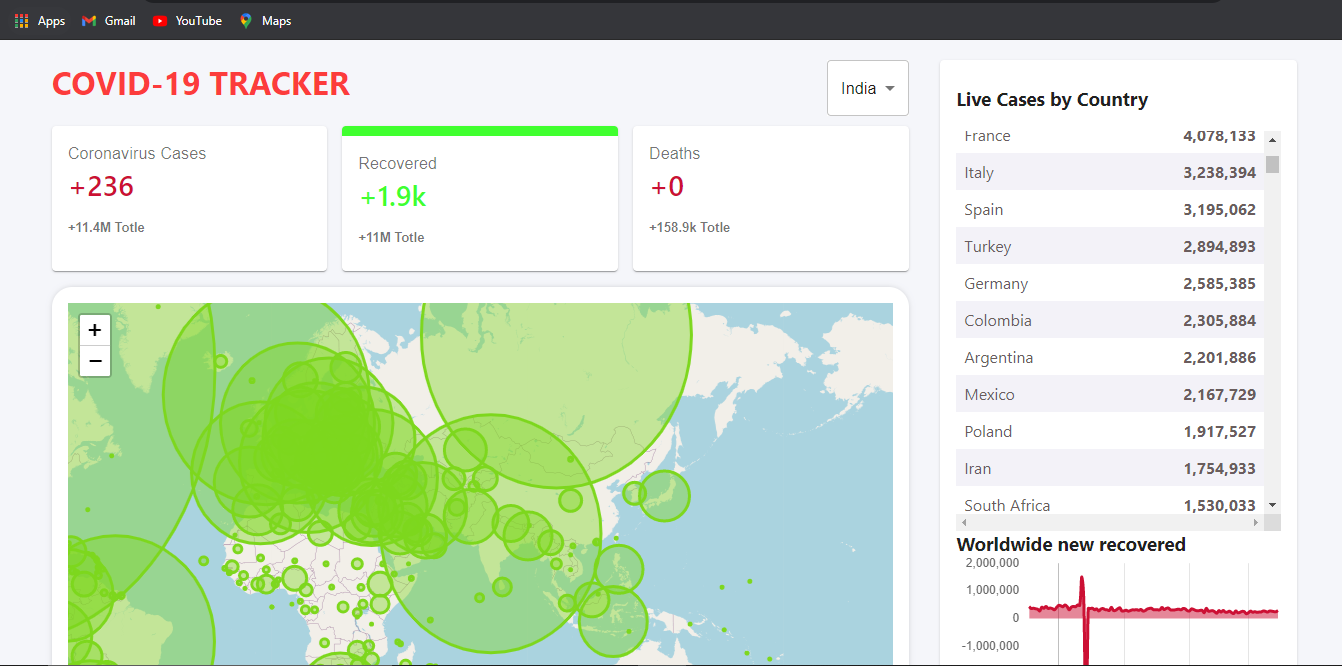 Apps Gmail YouTube Maps
COVID-19 TRACKER
India
Coronavirus Cases
+236
+11.4M Totle
Recovered
+1.9k
+11M Totle
Deaths
+0
+158.9k Totle
+
−
Live Cases by Country
France 4,078,133
Italy 3,238,394
Spain 3,195,062
Turkey 2,894,893
Germany 2,585,385
Colombia 2,305,884
Argentina 2,201,886
Mexico 2,167,729
Poland 1,917,527
Iran 1,754,933
South Africa 1,530,033
Worldwide new recovered
2,000,000
1,000,000
0
-1,000,000